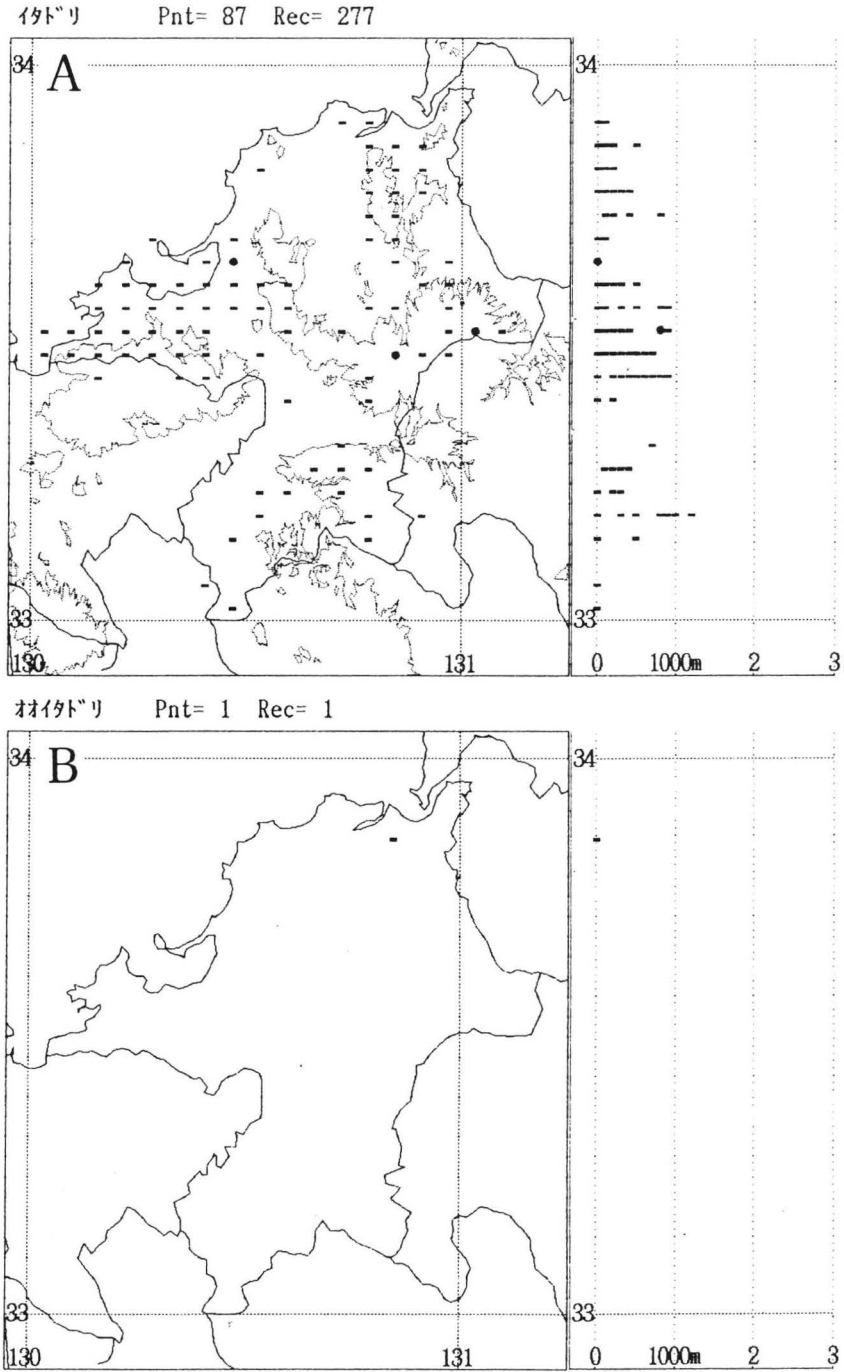 ｲﾀﾄﾞﾘ Pnt= 87 Rec= 277
34 A 34
33 33
130 131 0 1000m 2 3
ｵｵｲﾀﾄﾞﾘ Pnt= 1 Rec= 1
34 B 34
33 33
130 131 0 1000m 2 3